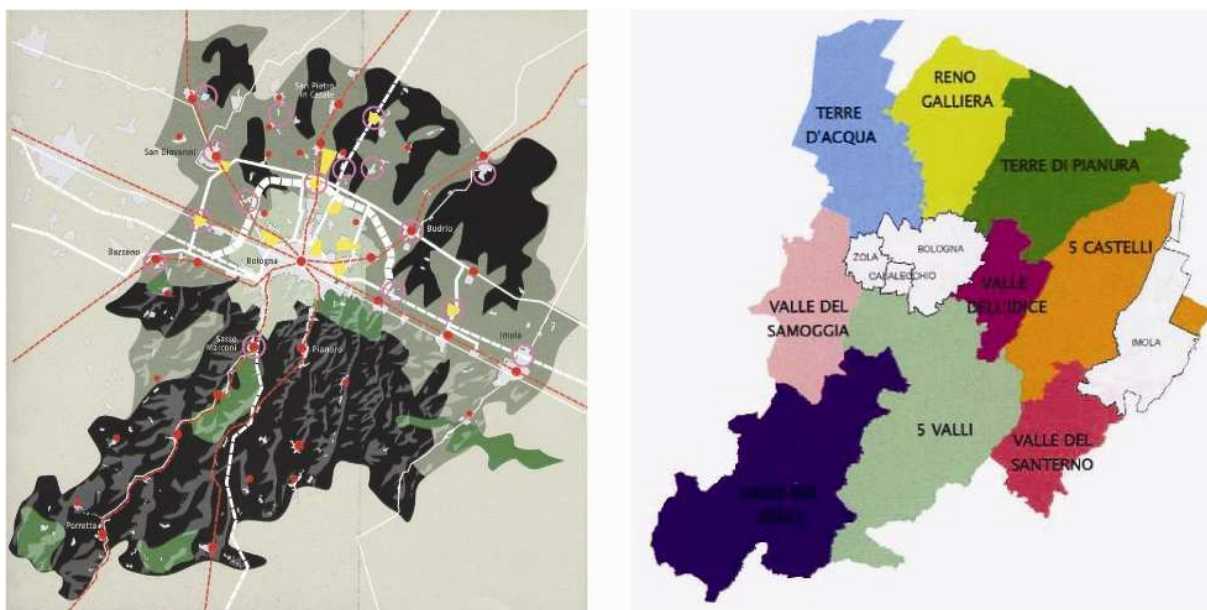 San Pietro
in Casale
San Giovanni
Budrio
Bazzano
Bologna
Imola
Sasso
Marconi
Pianoro
Porretta
RENO
GALLIERA
TERRE
D'ACQUA
TERRE DI PIANURA
5 CASTELLI
BOLOGNA
ZOLA
CASALECCHIO
VALLE
DELL'IDICE
VALLE DEL
SAMOGGIA
IMOLA
5 VALLI
VALLE DEL
SANTERNO